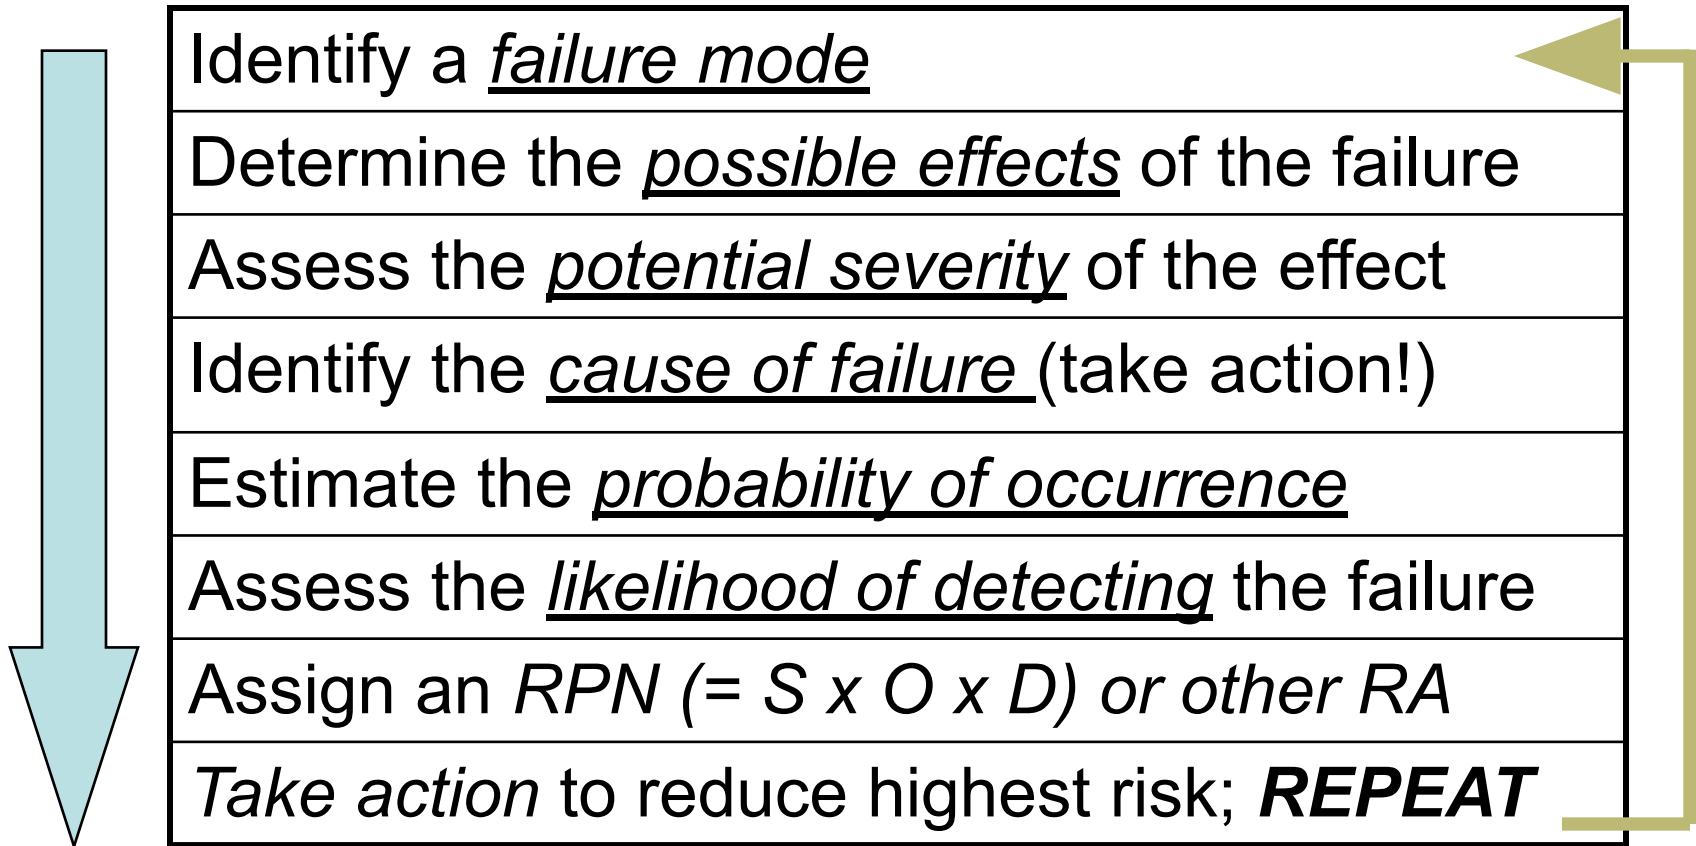 Identify a failure mode
Determine the possible effects of the failure
Assess the potential severity of the effect
Identify the cause of failure (take action!)
Estimate the probability of occurrence
Assess the likelihood of detecting the failure
Assign an RPN (= S x O x D) or other RA
Take action to reduce highest risk; REPEAT